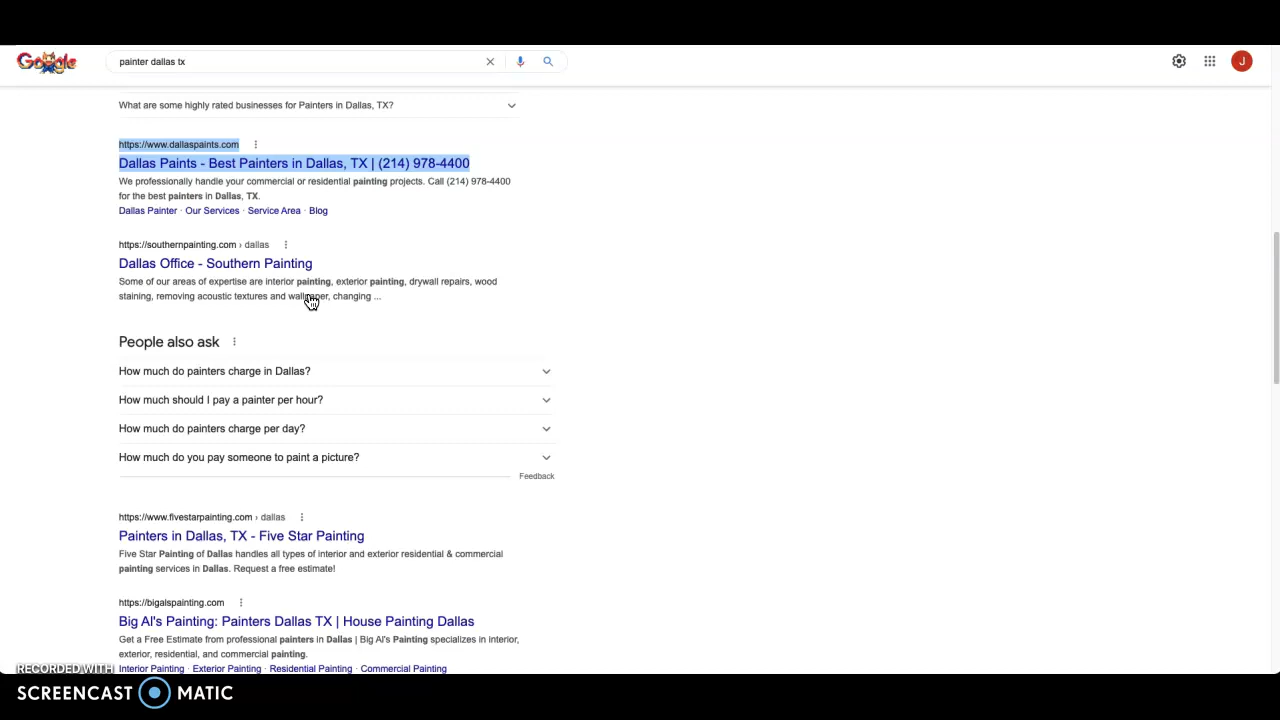 Google
painter dallas tx
J
What are some highly rated businesses for Painters in Dallas, TX?
https://www.dallaspaints.com
Dallas Paints - Best Painters in Dallas, TX | (214) 978-4400
We professionally handle your commercial or residential painting projects. Call (214) 978-4400
for the best painters in Dallas, TX.
Dallas Painter · Our Services · Service Area · Blog
https://southernpainting.com › dallas
Dallas Office - Southern Painting
Some of our areas of expertise are interior painting, exterior painting, drywall repairs, wood
staining, removing acoustic textures and wallpaper, changing ...
People also ask
How much do painters charge in Dallas?
How much should I pay a painter per hour?
How much do painters charge per day?
How much do you pay someone to paint a picture?
Feedback
https://www.fivestarpainting.com › dallas
Painters in Dallas, TX - Five Star Painting
Five Star Painting of Dallas handles all types of interior and exterior residential & commercial
painting services in Dallas. Request a free estimate!
https://bigalspainting.com
Big Al's Painting: Painters Dallas TX | House Painting Dallas
Get a Free Estimate from professional painters in Dallas | Big Al's Painting specializes in interior,
exterior, residential, and commercial painting.
Interior Painting · Exterior Painting · Residential Painting · Commercial Painting
RECORDED WITH
SCREENCAST MATIC